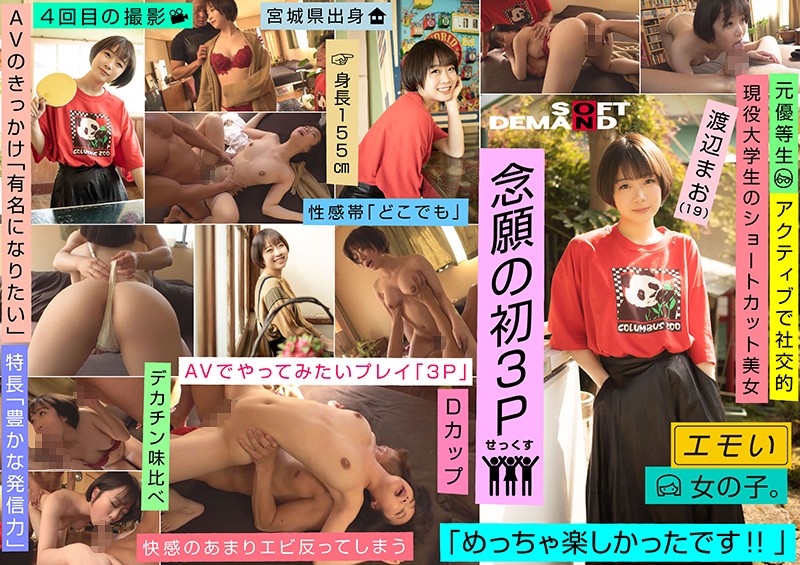 AVのきっかけ「有名になりたい」
特長「豊かな発信力」
4回目の撮影
宮城県出身
身長155㎝
性感帯「どこでも」
AVでやってみたいプレイ「3P」
デカチン味比べ
Dカップ
快感のあまりエビ反ってしまう
SOFT
ON
DEMAND
念願の初3P
せっくす
渡辺まお
(19)
元優等生
アクティブで社交的
現役大学生のショートカット美女
COLUMBUS ZOO
エモい
女の子。
「めっちゃ楽しかったです!!」
COLUMBUS ZOO
WORLD